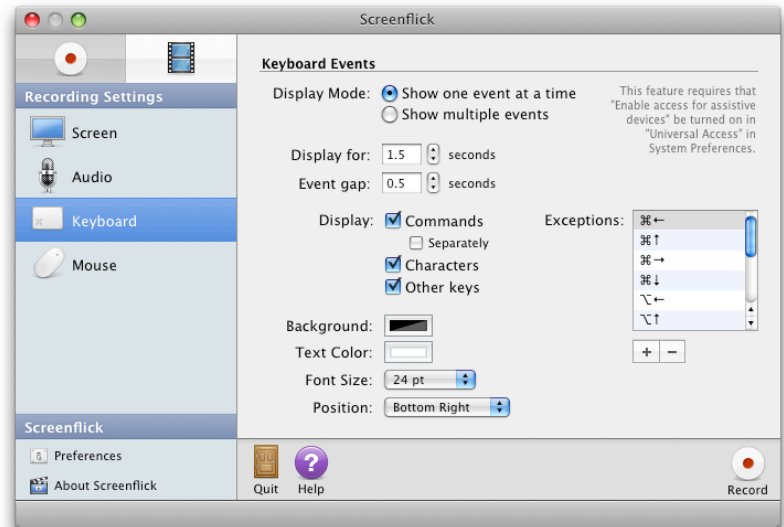 Screenflick
Recording Settings
Screen
Audio
Keyboard
Mouse
Screenflick
Preferences
About Screenflick
Keyboard Events
Display Mode: Show one event at a time
Show multiple events
This feature requires that
"Enable access for assistive
devices" be turned on in
"Universal Access" in
System Preferences.
Display for: 1.5 seconds
Event gap: 0.5 seconds
Display: Commands
Separately
Characters
Other keys
Exceptions:
⌘←
⌘↑
⌘→
⌘↓
⌥←
⌥↑
+ −
Background:
Text Color:
Font Size: 24 pt
Position: Bottom Right
Quit
Help
Record